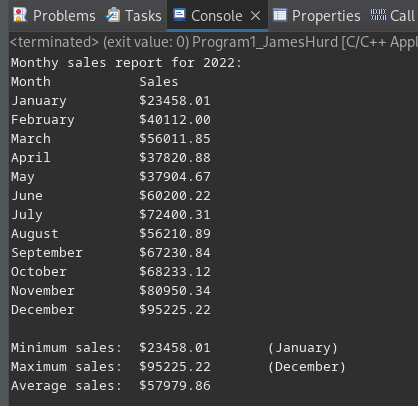 Problems Tasks Console Properties Call
<terminated> (exit value: 0) Program1_JamesHurd [C/C++ Appl
Monthy sales report for 2022:
Month Sales
January $23458.01
February $40112.00
March $56011.85
April $37820.88
May $37904.67
June $60200.22
July $72400.31
August $56210.89
September $67230.84
October $68233.12
November $80950.34
December $95225.22
Minimum sales: $23458.01 (January)
Maximum sales: $95225.22 (December)
Average sales: $57979.86